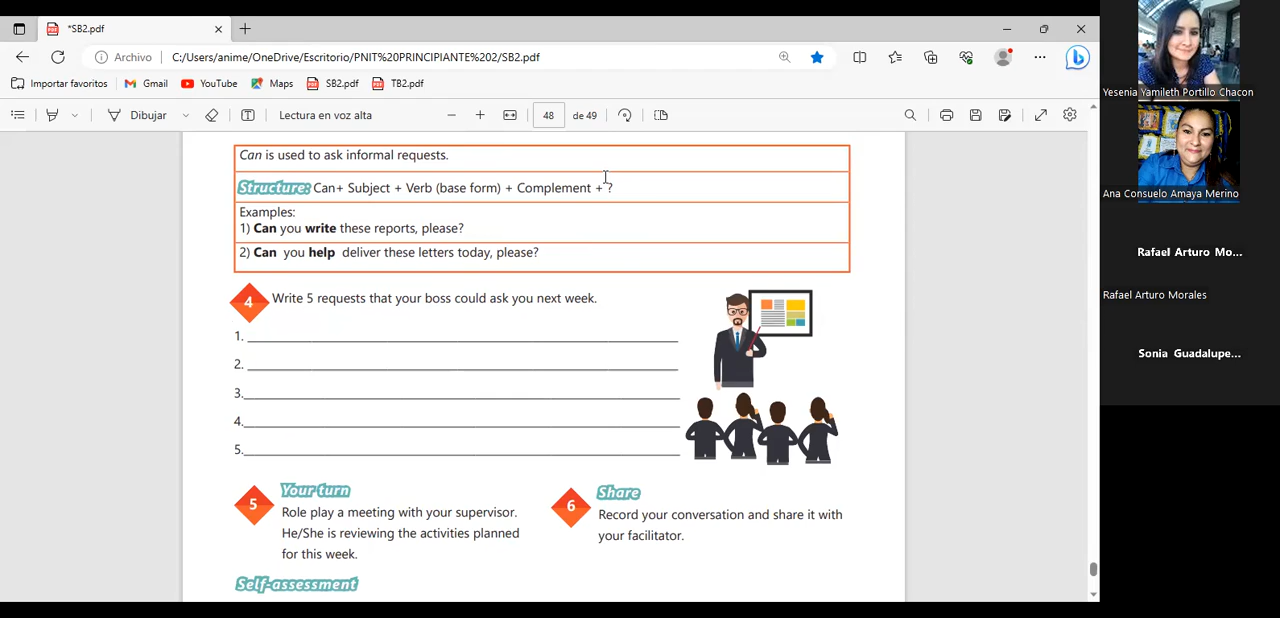 *SB2.pdf
Archivo C:/Users/anime/OneDrive/Escritorio/PNIT%20PRINCIPIANTE%202/SB2.pdf
Importar favoritos Gmail YouTube Maps SB2.pdf TB2.pdf
Dibujar Lectura en voz alta 48 de 49
Can is used to ask informal requests.
Structure: Can+ Subject + Verb (base form) + Complement + ?
Examples:
1) Can you write these reports, please?
2) Can you help deliver these letters today, please?
4 Write 5 requests that your boss could ask you next week.
1.
2.
3.
4.
5.
5 Your turn
Role play a meeting with your supervisor.
He/She is reviewing the activities planned
for this week.
6 Share
Record your conversation and share it with
your facilitator.
Self-assessment
Yesenia Yamileth Portillo Chacon
Ana Consuelo Amaya Merino
Rafael Arturo Mo...
Rafael Arturo Morales
Sonia Guadalupe...